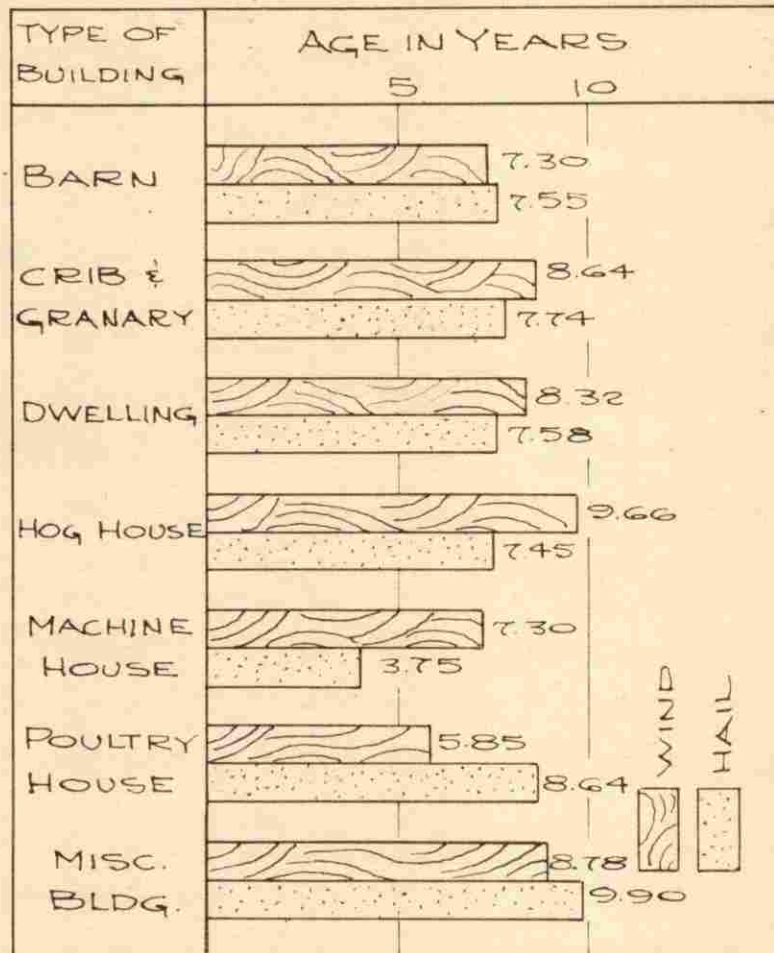 TYPE OF
BUILDING
AGE IN YEARS
5 10
BARN
7.30
7.55
CRIB &
GRANARY
8.64
7.74
DWELLING
8.32
7.58
HOG HOUSE
9.66
7.45
MACHINE
HOUSE
7.30
3.75
POULTRY
HOUSE
5.85
8.64
MISC.
BLDG.
8.78
9.90
WIND
HAIL